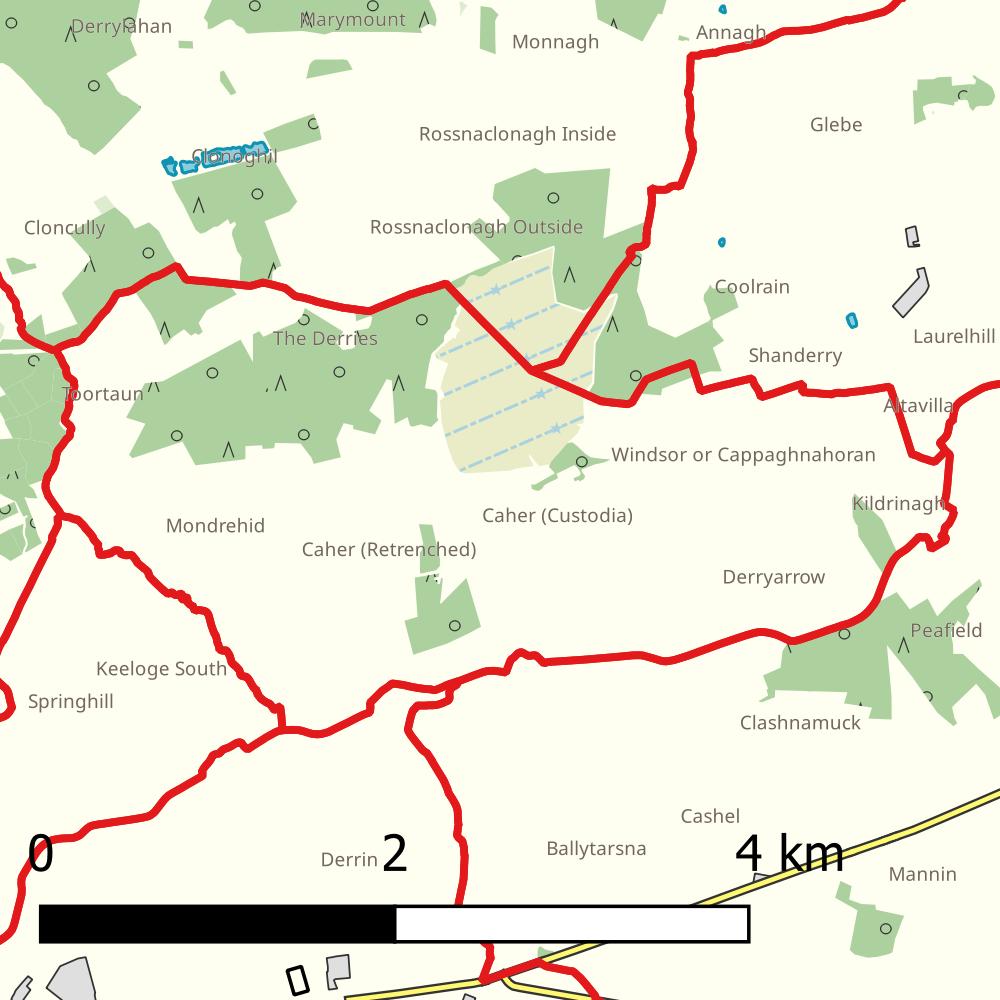 Derrylahan
Marymount
Monnagh
Annagh
Glebe
Rossnaclonagh Inside
Clonoghil
Cloncully
Rossnaclonagh Outside
Coolrain
The Derries
Laurelhill
Shanderry
Toortaun
Altavilla
Windsor or Cappaghnahoran
Kildrinagh
Mondrehid
Caher (Custodia)
Caher (Retrenched)
Derryarrow
Peafield
Keeloge South
Springhill
Clashnamuck
Cashel
0 2 4 km
Derrin
Ballytarsna
Mannin